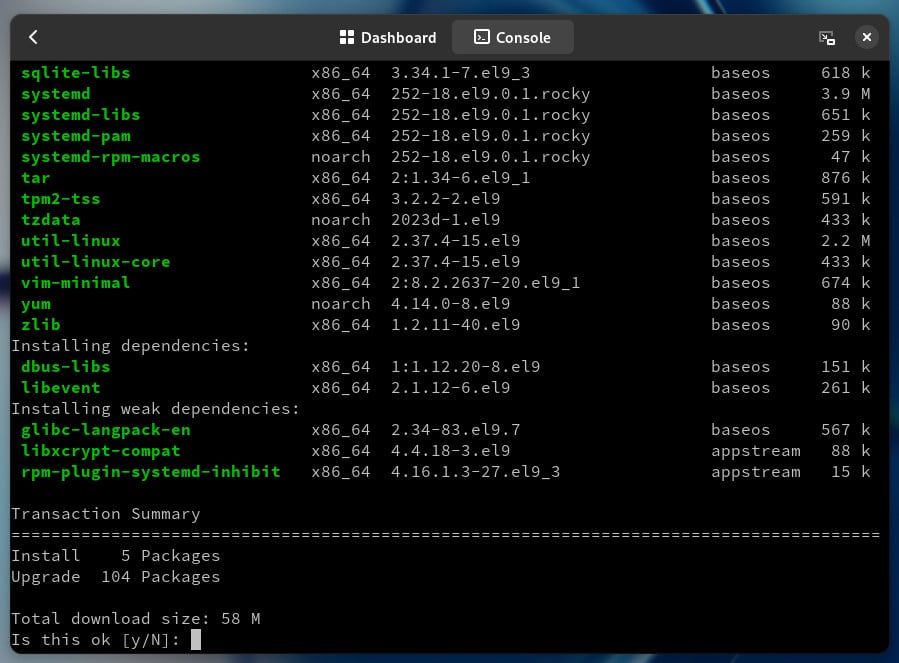 Dashboard Console
sqlite-libs x86_64 3.34.1-7.el9_3 baseos 618 k
systemd x86_64 252-18.el9.0.1.rocky baseos 3.9 M
systemd-libs x86_64 252-18.el9.0.1.rocky baseos 651 k
systemd-pam x86_64 252-18.el9.0.1.rocky baseos 259 k
systemd-rpm-macros noarch 252-18.el9.0.1.rocky baseos 47 k
tar x86_64 2:1.34-6.el9_1 baseos 876 k
tpm2-tss x86_64 3.2.2-2.el9 baseos 591 k
tzdata noarch 2023d-1.el9 baseos 433 k
util-linux x86_64 2.37.4-15.el9 baseos 2.2 M
util-linux-core x86_64 2.37.4-15.el9 baseos 433 k
vim-minimal x86_64 2:8.2.2637-20.el9_1 baseos 674 k
yum noarch 4.14.0-8.el9 baseos 88 k
zlib x86_64 1.2.11-40.el9 baseos 90 k
Installing dependencies:
dbus-libs x86_64 1:1.12.20-8.el9 baseos 151 k
libevent x86_64 2.1.12-6.el9 baseos 261 k
Installing weak dependencies:
glibc-langpack-en x86_64 2.34-83.el9.7 baseos 567 k
libxcrypt-compat x86_64 4.4.18-3.el9 appstream 88 k
rpm-plugin-systemd-inhibit x86_64 4.16.1.3-27.el9_3 appstream 15 k
Transaction Summary
=======================================================================================
Install 5 Packages
Upgrade 104 Packages
Total download size: 58 M
Is this ok [y/N]: